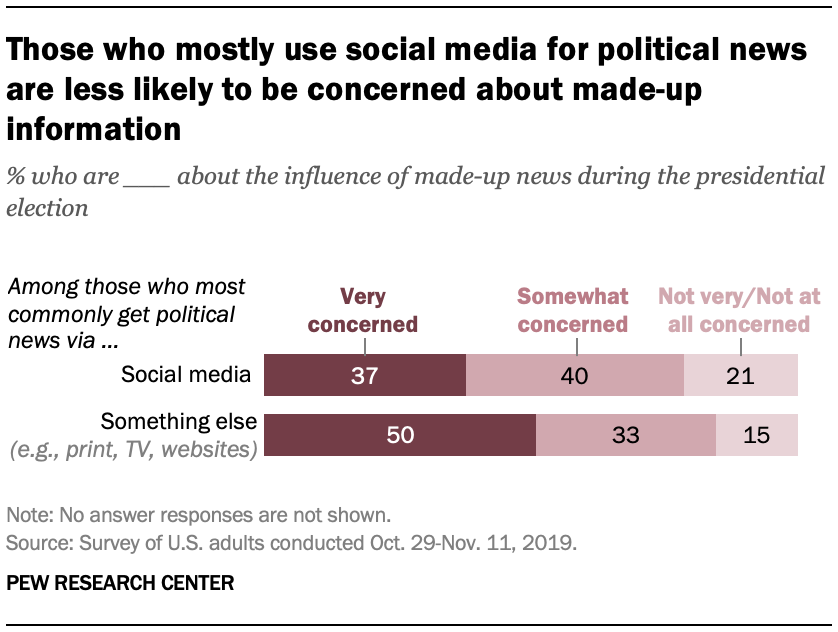 Those who mostly use social media for political news
are less likely to be concerned about made-up
information
% who are ___ about the influence of made-up news during the presidential
election
Among those who most
commonly get political
news via ...
Very
concerned
Somewhat
concerned
Not very/Not at
all concerned
Social media 37 40 21
Something else
(e.g., print, TV, websites) 50 33 15
Note: No answer responses are not shown.
Source: Survey of U.S. adults conducted Oct. 29-Nov. 11, 2019.
PEW RESEARCH CENTER